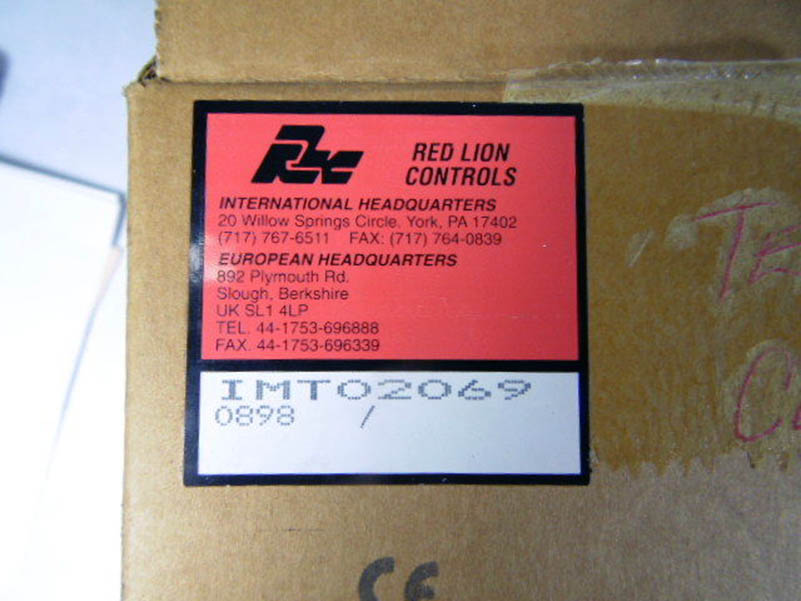 RLC
RED LION
CONTROLS
INTERNATIONAL HEADQUARTERS
20 Willow Springs Circle, York, PA 17402
(717) 767-6511 FAX: (717) 764-0839
EUROPEAN HEADQUARTERS
892 Plymouth Rd.
Slough, Berkshire
UK SL1 4LP
TEL. 44-1753-696888
FAX. 44-1753-696339
IMT02069
0898 /
CE